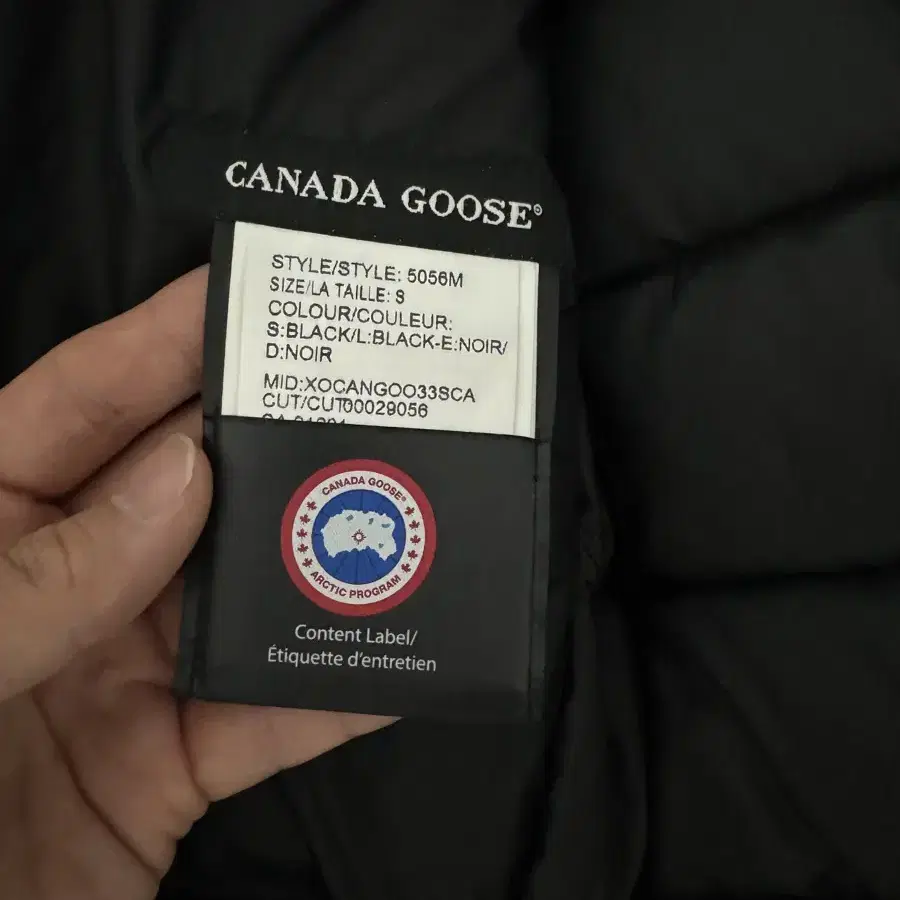 CANADA GOOSE®
STYLE/STYLE: 5056M
SIZE/LA TAILLE: S
COLOUR/COULEUR:
S:BLACK/L:BLACK-E:NOIR/
D:NOIR
MID:XOCANGOO33SCA
CUT/CUT00029056
CANADA GOOSE®
ARCTIC PROGRAM
Content Label/
Étiquette d'entretien